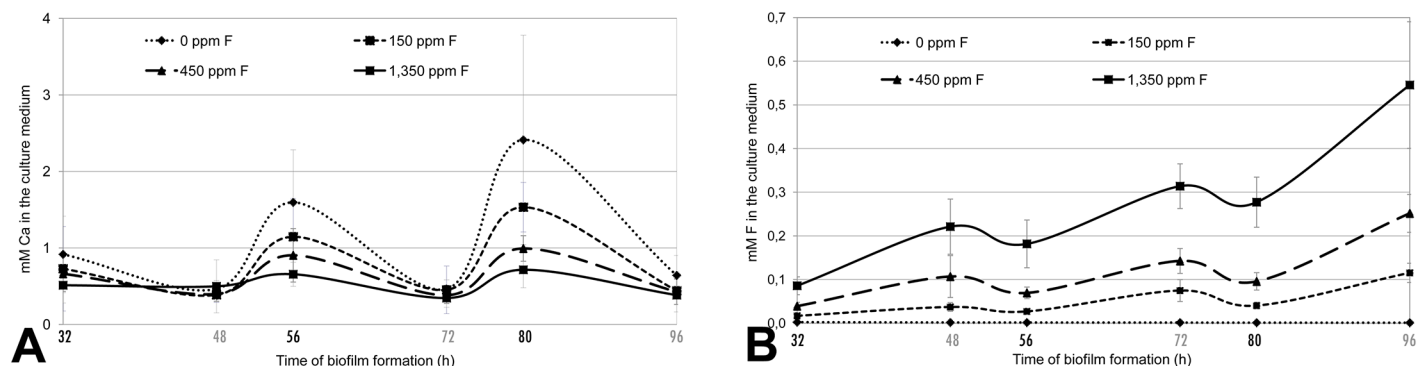 4
3
2
1
0
mM Ca in the culture medium
0 ppm F
150 ppm F
450 ppm F
1,350 ppm F
32
48
56
72
80
96
Time of biofilm formation (h)
A
0,7
0,6
0,5
0,4
0,3
0,2
0,1
0,0
mM F in the culture medium
0 ppm F
150 ppm F
450 ppm F
1,350 ppm F
32
48
56
72
80
96
Time of biofilm formation (h)
B